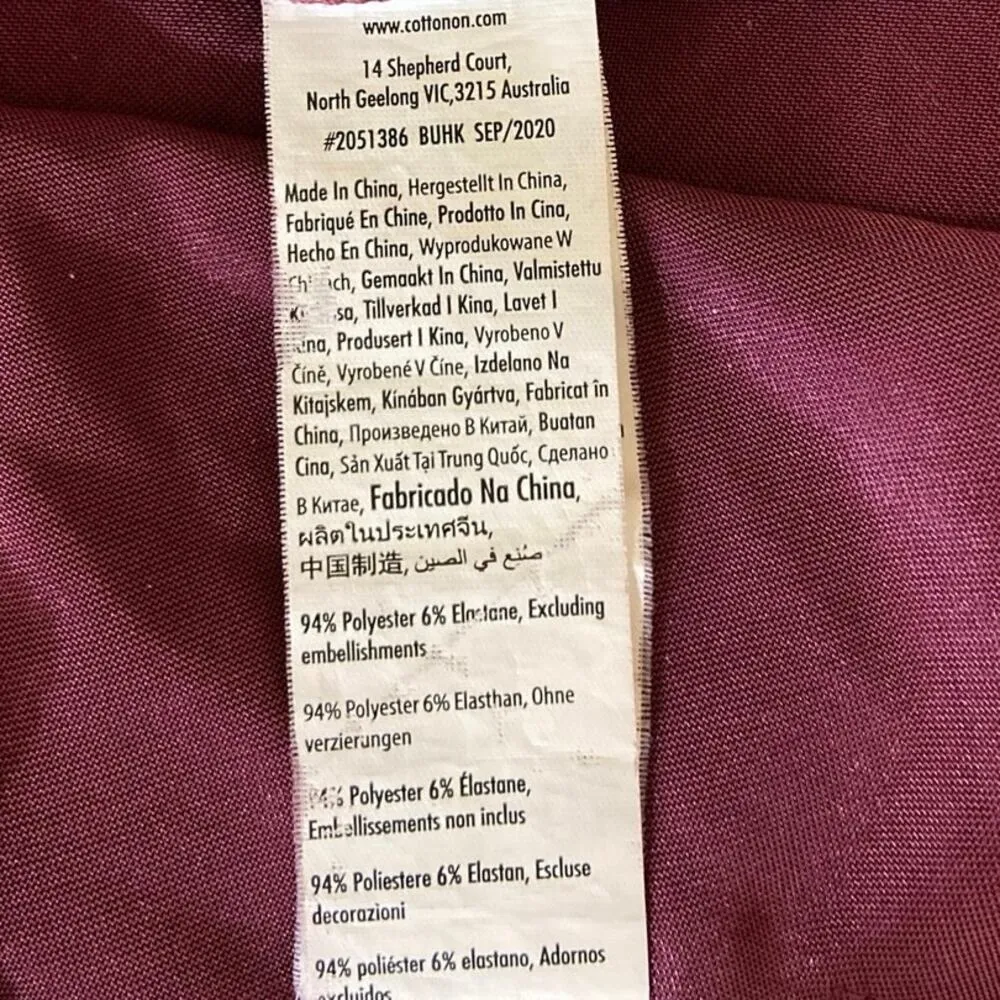 www.cottonon.com
14 Shepherd Court,
North Geelong VIC,3215 Australia
#2051386 BUHK SEP/2020
Made In China, Hergestellt In China,
Fabriqué En Chine, Prodotto In Cina,
Hecho En China, Wyprodukowane W
Gemaakt In China, Valmistettu
Tillverkad I Kina, Lavet I
Produsert I Kina, Vyrobeno V
Číně, Vyrobené V Číne, Izdelano Na
Kitajskem, Kínában Gyártva, Fabricat în
China, Произведено В Китай, Buatan
Cina, Sản Xuất Tại Trung Quốc, Сделано
В Китае, Fabricado Na China,
ผลิตในประเทศจีน,
中国制造, صُنع في الصين
94% Polyester 6% Elastane, Excluding
embellishments
94% Polyester 6% Elasthan, Ohne
verzierungen
94% Polyester 6% Élastane,
Embellissements non inclus
94% Poliestere 6% Elastan, Escluse
decorazioni
94% poliéster 6% elastano, Adornos
excluidos